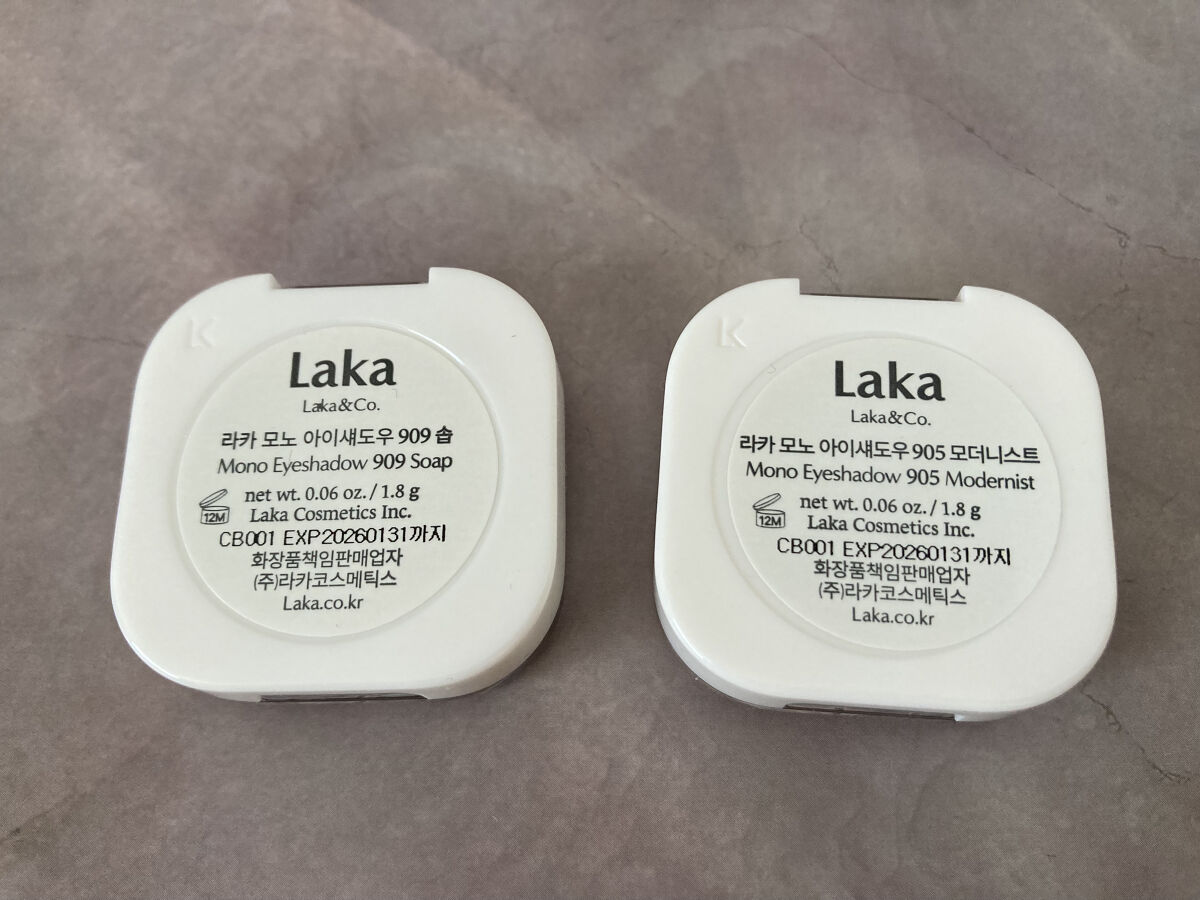 K
Laka
Laka&Co.
라카 모노 아이섀도우 909 솝
Mono Eyeshadow 909 Soap
12M
net wt. 0.06 oz. / 1.8 g
Laka Cosmetics Inc.
CB001 EXP20260131까지
화장품책임판매업자
(주)라카코스메틱스
Laka.co.kr
K
Laka
Laka&Co.
라카 모노 아이섀도우 905 모더니스트
Mono Eyeshadow 905 Modernist
12M
net wt. 0.06 oz. / 1.8 g
Laka Cosmetics Inc.
CB001 EXP20260131까지
화장품책임판매업자
(주)라카코스메틱스
Laka.co.kr